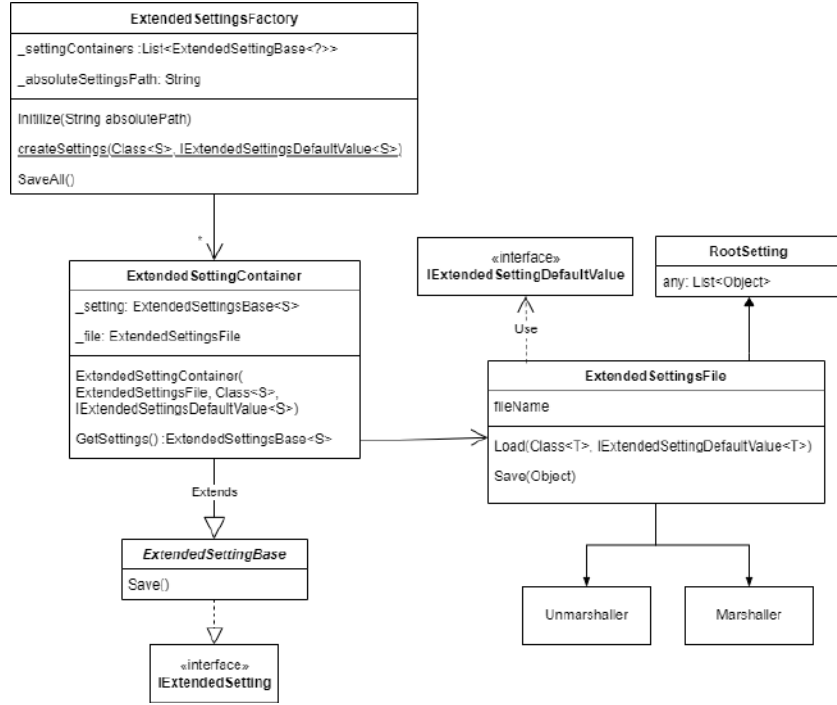 ExtendedSettingsFactory
_settingContainers :List<ExtendedSettingBase<?>>
_absoluteSettingsPath: String
Initilize(String absolutePath)
createSettings(Class<S>, IExtendedSettingsDefaultValue<S>)
SaveAll()
*
ExtendedSettingContainer
_setting: ExtendedSettingsBase<S>
_file: ExtendedSettingsFile
ExtendedSettingContainer(
ExtendedSettingsFile, Class<S>,
IExtendedSettingsDefaultValue<S>)
GetSettings() :ExtendedSettingsBase<S>
«interface»
IExtendedSettingDefaultValue
RootSetting
any: List<Object>
Use
ExtendedSettingsFile
fileName
Load(Class<T>, IExtendedSettingDefaultValue<T>)
Save(Object)
Extends
ExtendedSettingBase
Save()
Unmarshaller
Marshaller
«interface»
IExtendedSetting